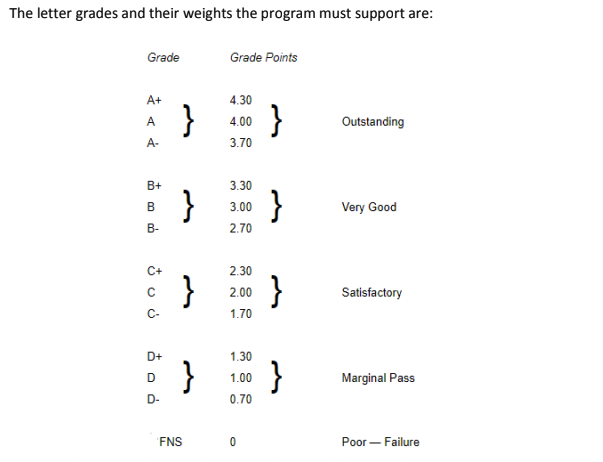 The letter grades and their weights the program must support are:
Grade Grade Points
A+ 4.30
A } 4.00 } Outstanding
A- 3.70
B+ 3.30
B } 3.00 } Very Good
B- 2.70
C+ 2.30
C } 2.00 } Satisfactory
C- 1.70
D+ 1.30
D } 1.00 } Marginal Pass
D- 0.70
FNS 0 Poor — Failure